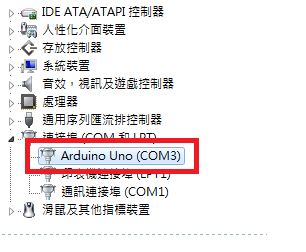 IDE ATA/ATAPI 控制器
人性化介面裝置
存放控制器
系統裝置
音效，視訊及遊戲控制器
處理器
通用序列匯流排控制器
連接埠 (COM 和 LPT)
Arduino Uno (COM3)
印表機連接埠 (LPT1)
通訊連接埠 (COM1)
滑鼠及其他指標裝置